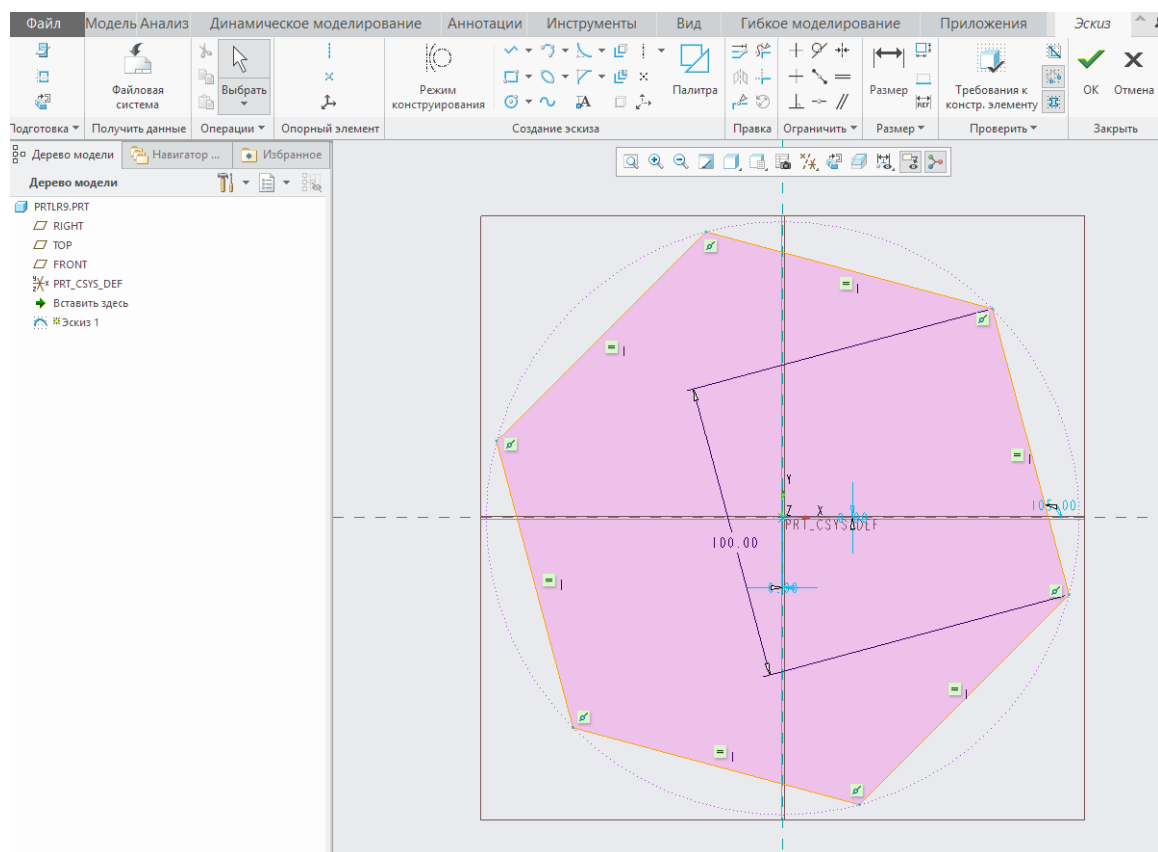 Файл Модель Анализ Динамическое моделирование Аннотации Инструменты Вид Гибкое моделирование Приложения Эскиз
Файловая система
Выбрать
Режим конструирования
Палитра
Размер
Требования к констр. элементу
ОК
Отмена
Подготовка Получить данные Операции Опорный элемент Создание эскиза Правка Ограничить Размер Проверить Закрыть
Дерево модели Навигатор ... Избранное
Дерево модели
PRTLR9.PRT
RIGHT
TOP
FRONT
PRT_CSYS_DEF
Вставить здесь
Эскиз 1
Y
Z X
105.00
PRT_CSYS_DEF
100.00